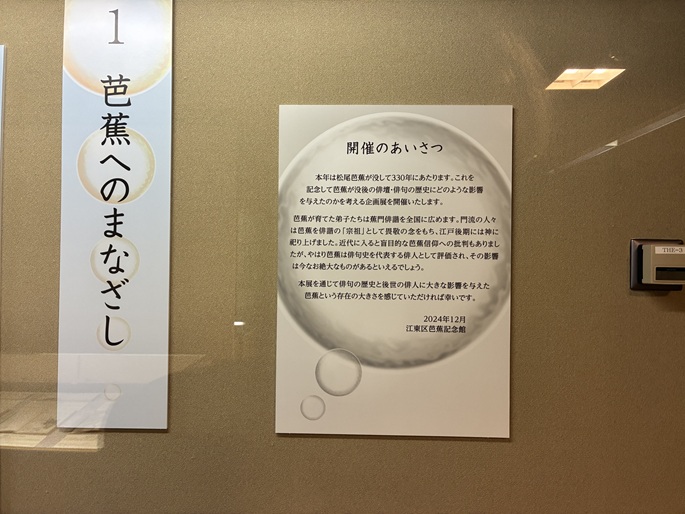 1 芭蕉へのまなざし
開催のあいさつ
本年は松尾芭蕉が没して330年にあたります。これを
記念して芭蕉が没後の俳壇・俳句の歴史にどのような影響
を与えたのかを考える企画展を開催いたします。
芭蕉が育てた弟子たちは蕉門俳諧を全国に広めます。門流の人々
は芭蕉を俳諧の「宗祖」として畏敬の念をもち、江戸後期には神に
祀り上げました。近代に入ると盲目的な芭蕉信仰への批判もありまし
たが、やはり芭蕉は俳句史を代表する俳人として評価され、その影響
は今なお絶大なものがあるといえるでしょう。
本展を通じて俳句の歴史と後世の俳人に大きな影響を与えた
芭蕉という存在の大きさを感じていただければ幸いです。
2024年12月
江東区芭蕉記念館
THE-3